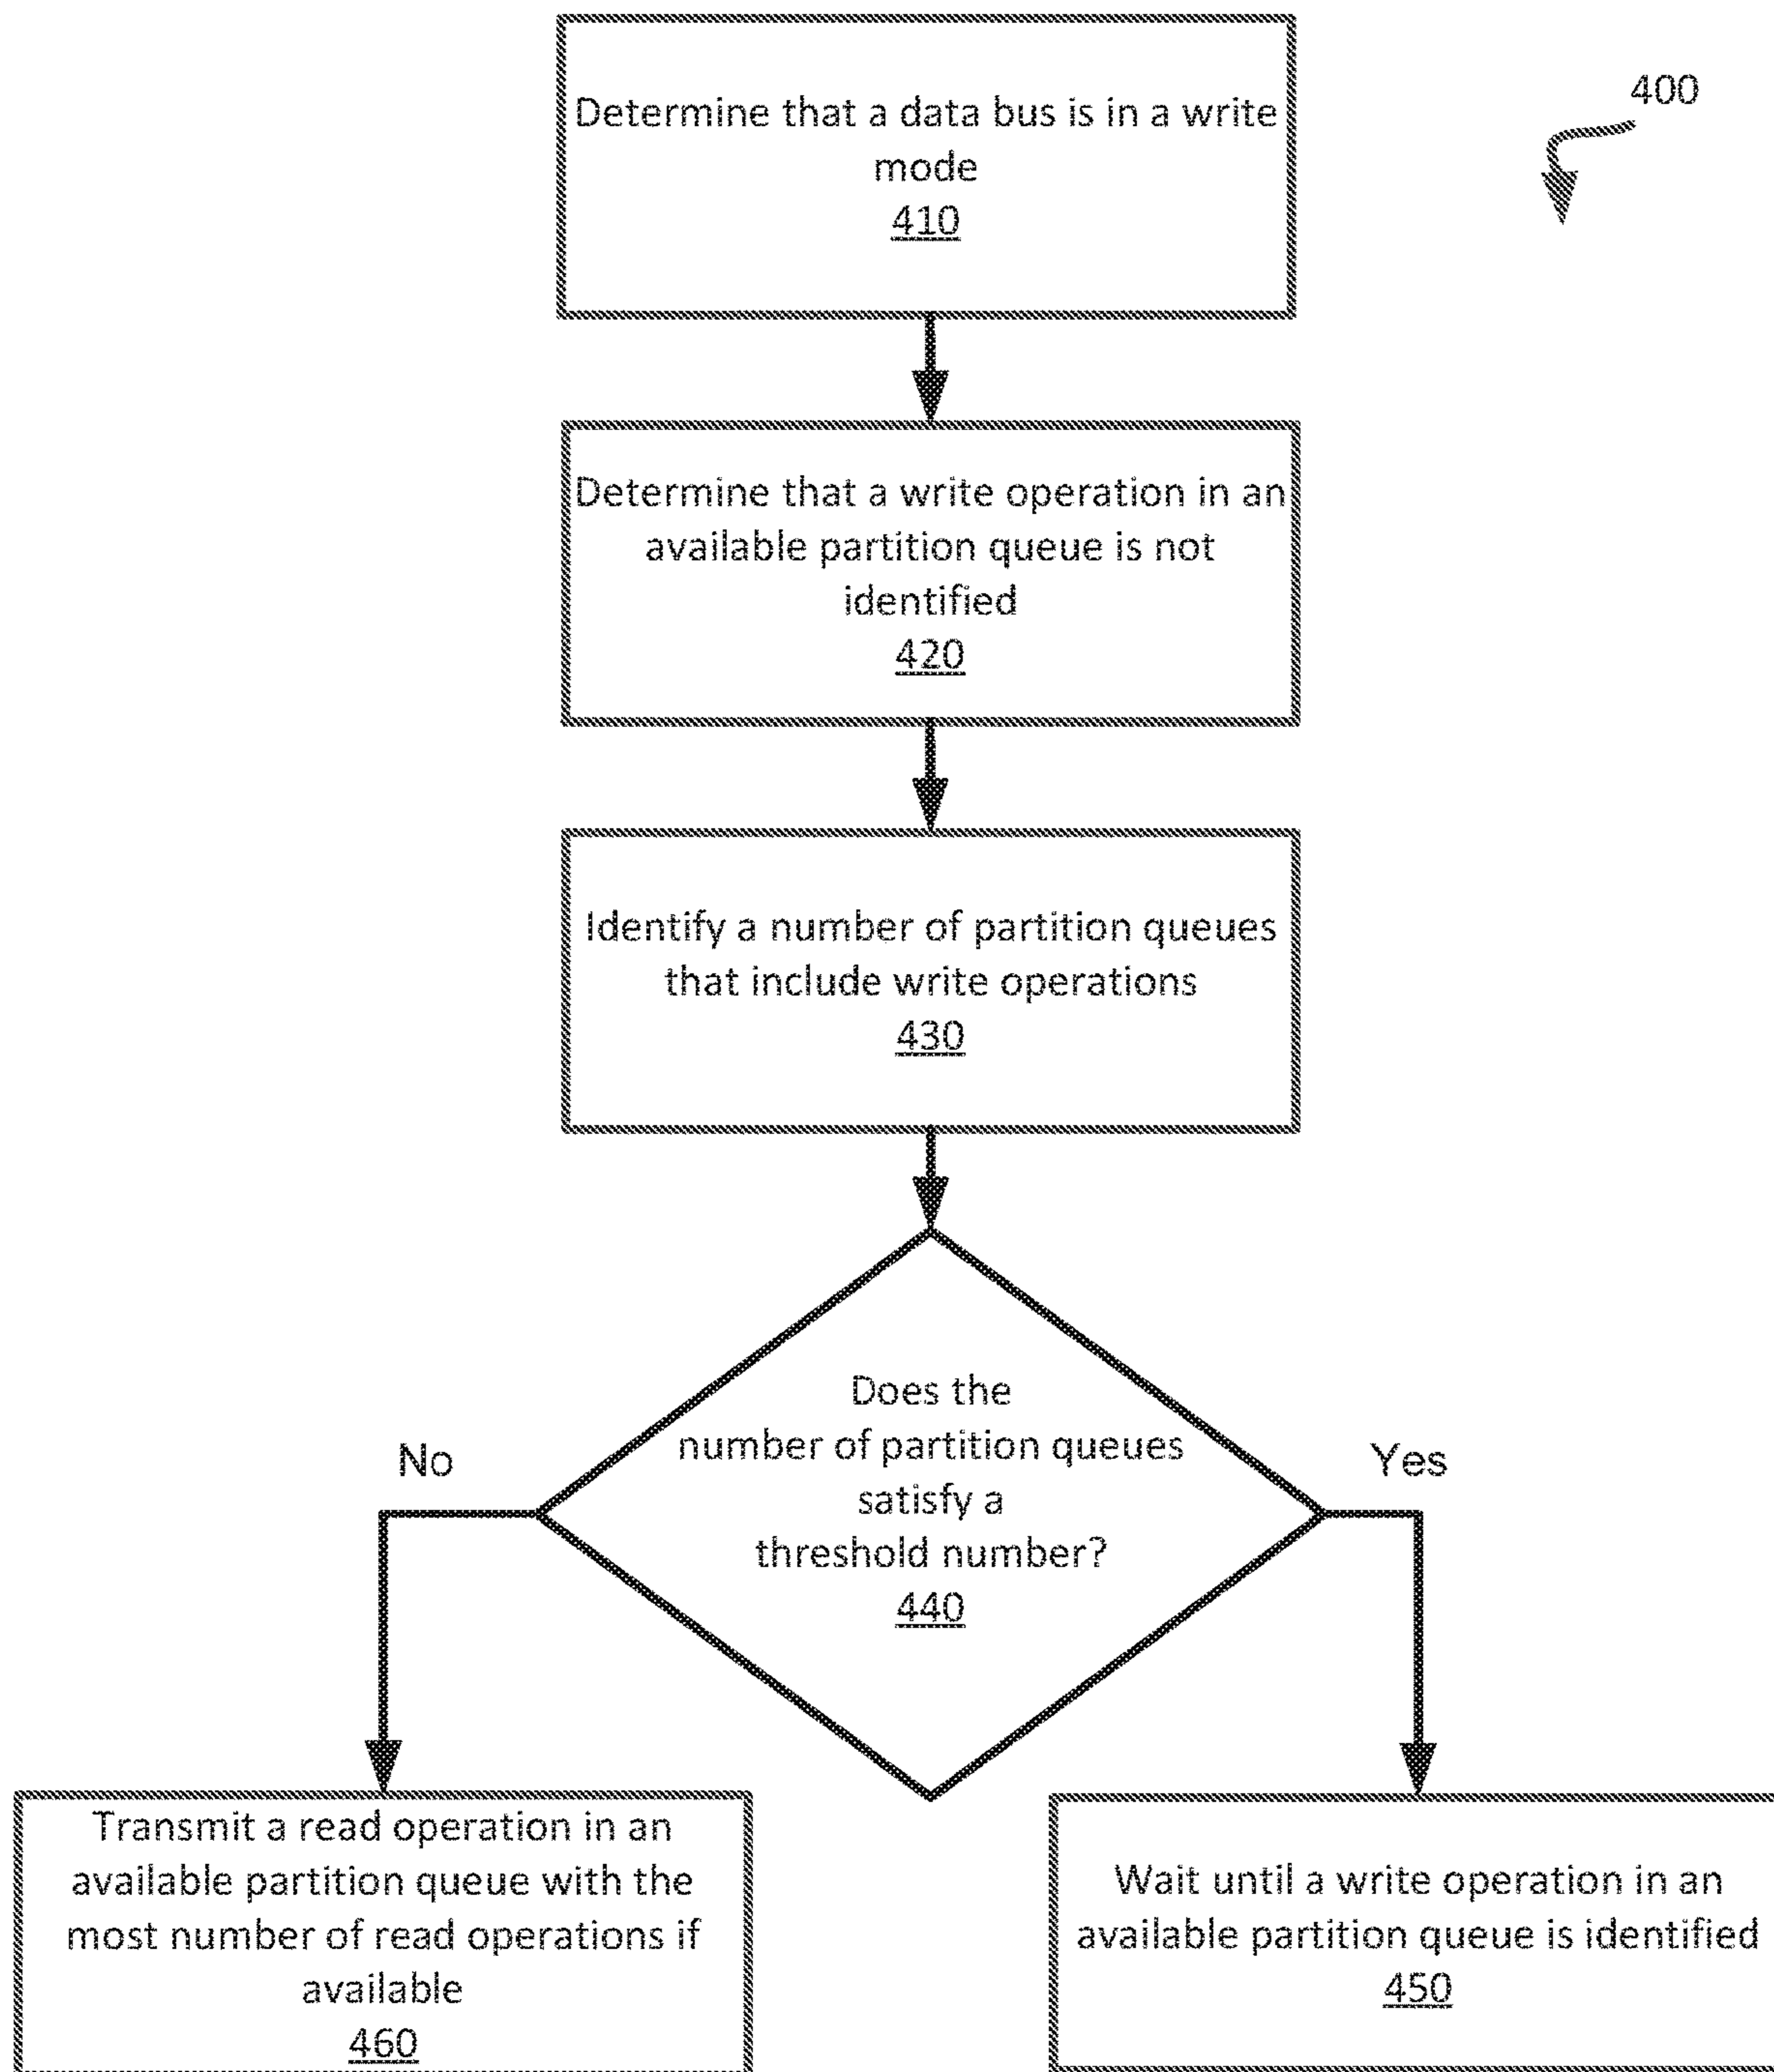 400
Determine that a data bus is in a write
mode
410
Determine that a write operation in an
available partition queue is not
identified
420
Identify a number of partition queues
that include write operations
430
Does the
number of partition queues
satisfy a
threshold number?
440
No
Yes
Transmit a read operation in an
available partition queue with the
most number of read operations if
available
460
Wait until a write operation in an
available partition queue is identified
450